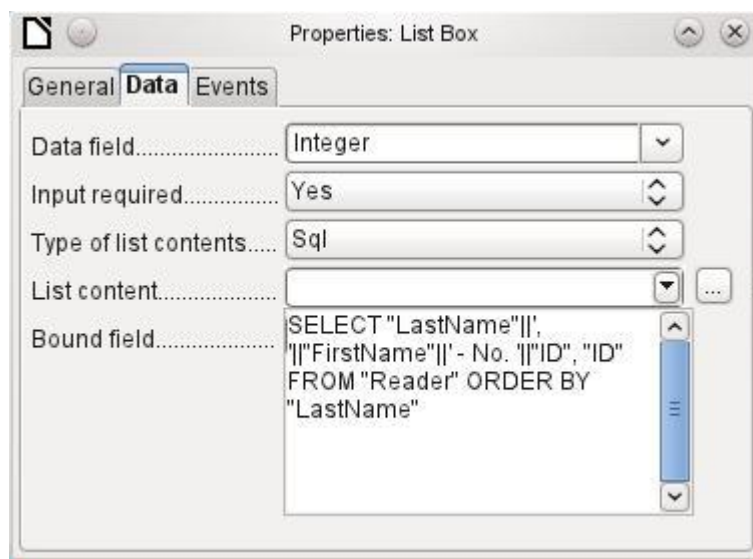 Properties: List Box
General Data Events
Data field........................ Integer
Input required................ Yes
Type of list contents..... Sql
List content.................... ...
Bound field...................
SELECT "LastName"||',
'||"FirstName"||' - No. '||"ID", "ID"
FROM "Reader" ORDER BY
"LastName"